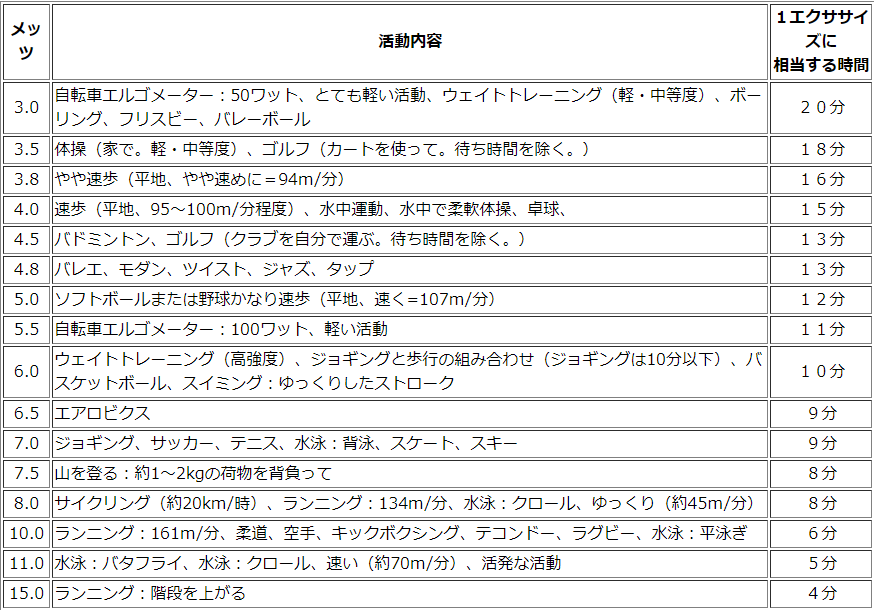 メッツ 活動内容 １エクササイズに相当する時間
3.0 自転車エルゴメーター：50ワット、とても軽い活動、ウェイトトレーニング（軽・中等度）、ボー
リング、フリスビー、バレーボール ２０分
3.5 体操（家で。軽・中等度）、ゴルフ（カートを使って。待ち時間を除く。） １８分
3.8 やや速歩（平地、やや速めに＝94m/分） １６分
4.0 速歩（平地、95～100m/分程度）、水中運動、水中で柔軟体操、卓球、 １５分
4.5 バドミントン、ゴルフ（クラブを自分で運ぶ。待ち時間を除く。） １３分
4.8 バレエ、モダン、ツイスト、ジャズ、タップ １３分
5.0 ソフトボールまたは野球かなり速歩（平地、速く=107m/分） １２分
5.5 自転車エルゴメーター：100ワット、軽い活動 １１分
6.0 ウェイトトレーニング（高強度）、ジョギングと歩行の組み合わせ（ジョギングは10分以下）、バ
スケットボール、スイミング：ゆっくりしたストローク １０分
6.5 エアロビクス ９分
7.0 ジョギング、サッカー、テニス、水泳：背泳、スケート、スキー ９分
7.5 山を登る：約1～2kgの荷物を背負って ８分
8.0 サイクリング（約20km/時）、ランニング：134m/分、水泳：クロール、ゆっくり（約45m/分） ８分
10.0 ランニング：161m/分、柔道、空手、キックボクシング、テコンドー、ラグビー、水泳：平泳ぎ ６分
11.0 水泳：バタフライ、水泳：クロール、速い（約70m/分）、活発な活動 ５分
15.0 ランニング：階段を上がる ４分